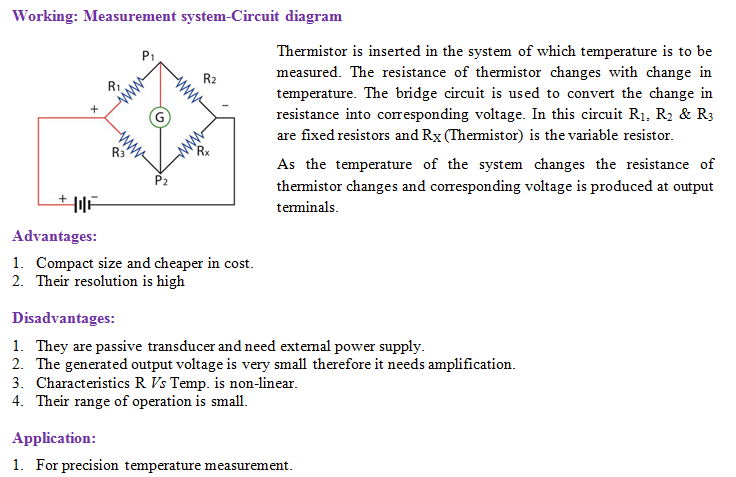 Working: Measurement system-Circuit diagram
P1
R1
R2
+
-
G
R3
Rx
P2
+
-
Thermistor is inserted in the system of which temperature is to be
measured. The resistance of thermistor changes with change in
temperature. The bridge circuit is used to convert the change in
resistance into corresponding voltage. In this circuit R1, R2 & R3
are fixed resistors and RX (Thermistor) is the variable resistor.
As the temperature of the system changes the resistance of
thermistor changes and corresponding voltage is produced at output
terminals.
Advantages:
1. Compact size and cheaper in cost.
2. Their resolution is high
Disadvantages:
1. They are passive transducer and need external power supply.
2. The generated output voltage is very small therefore it needs amplification.
3. Characteristics R Vs Temp. is non-linear.
4. Their range of operation is small.
Application:
1. For precision temperature measurement.